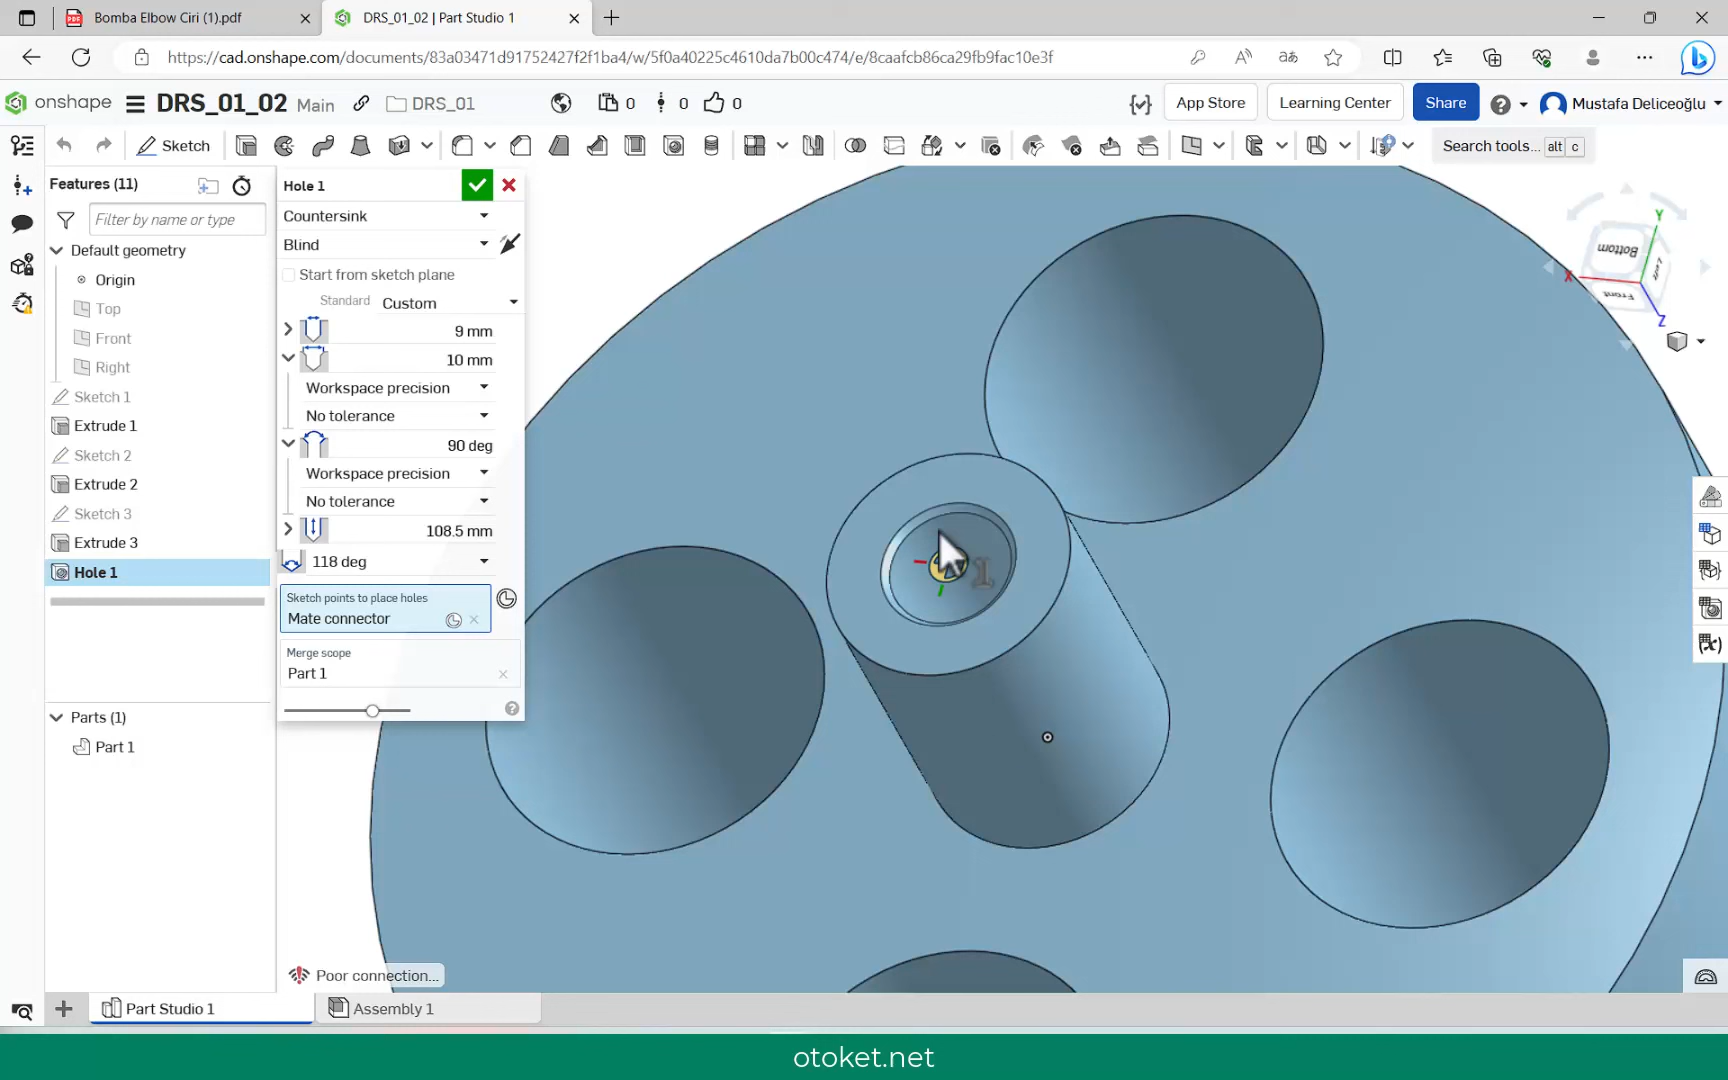 Bomba Elbow Ciri (1).pdf
DRS_01_02 | Part Studio 1
https://cad.onshape.com/documents/83a03471d91752427f2f1ba4/w/5f0a40225c4610da7b00c474/e/8caafcb86ca29fb9fac10e3f
onshape
DRS_01_02
Main
DRS_01
0
0
0
App Store
Learning Center
Share
Mustafa Deliceoğlu
Sketch
Search tools...
alt
c
Features (11)
Filter by name or type
Default geometry
Origin
Top
Front
Right
Sketch 1
Extrude 1
Sketch 2
Extrude 2
Sketch 3
Extrude 3
Hole 1
Parts (1)
Part 1
Hole 1
Countersink
Blind
Start from sketch plane
Standard
Custom
9 mm
10 mm
Workspace precision
No tolerance
90 deg
Workspace precision
No tolerance
108.5 mm
118 deg
Sketch points to place holes
Mate connector
Merge scope
Part 1
Y
Bottom
Left
X
Front
Z
1
Poor connection...
Part Studio 1
Assembly 1
otoket.net